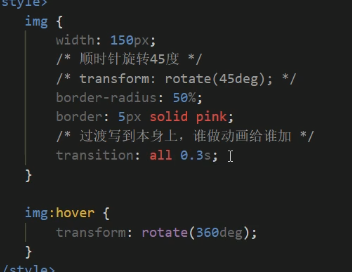 style>
img {
width: 150px;
/* 顺时针旋转45度 */
/* transform: rotate(45deg); */
border-radius: 50%;
border: 5px solid pink;
/* 过渡写到本身上，谁做动画给谁加 */
transition: all 0.3s;
}
img:hover {
transform: rotate(360deg);
}
/style>